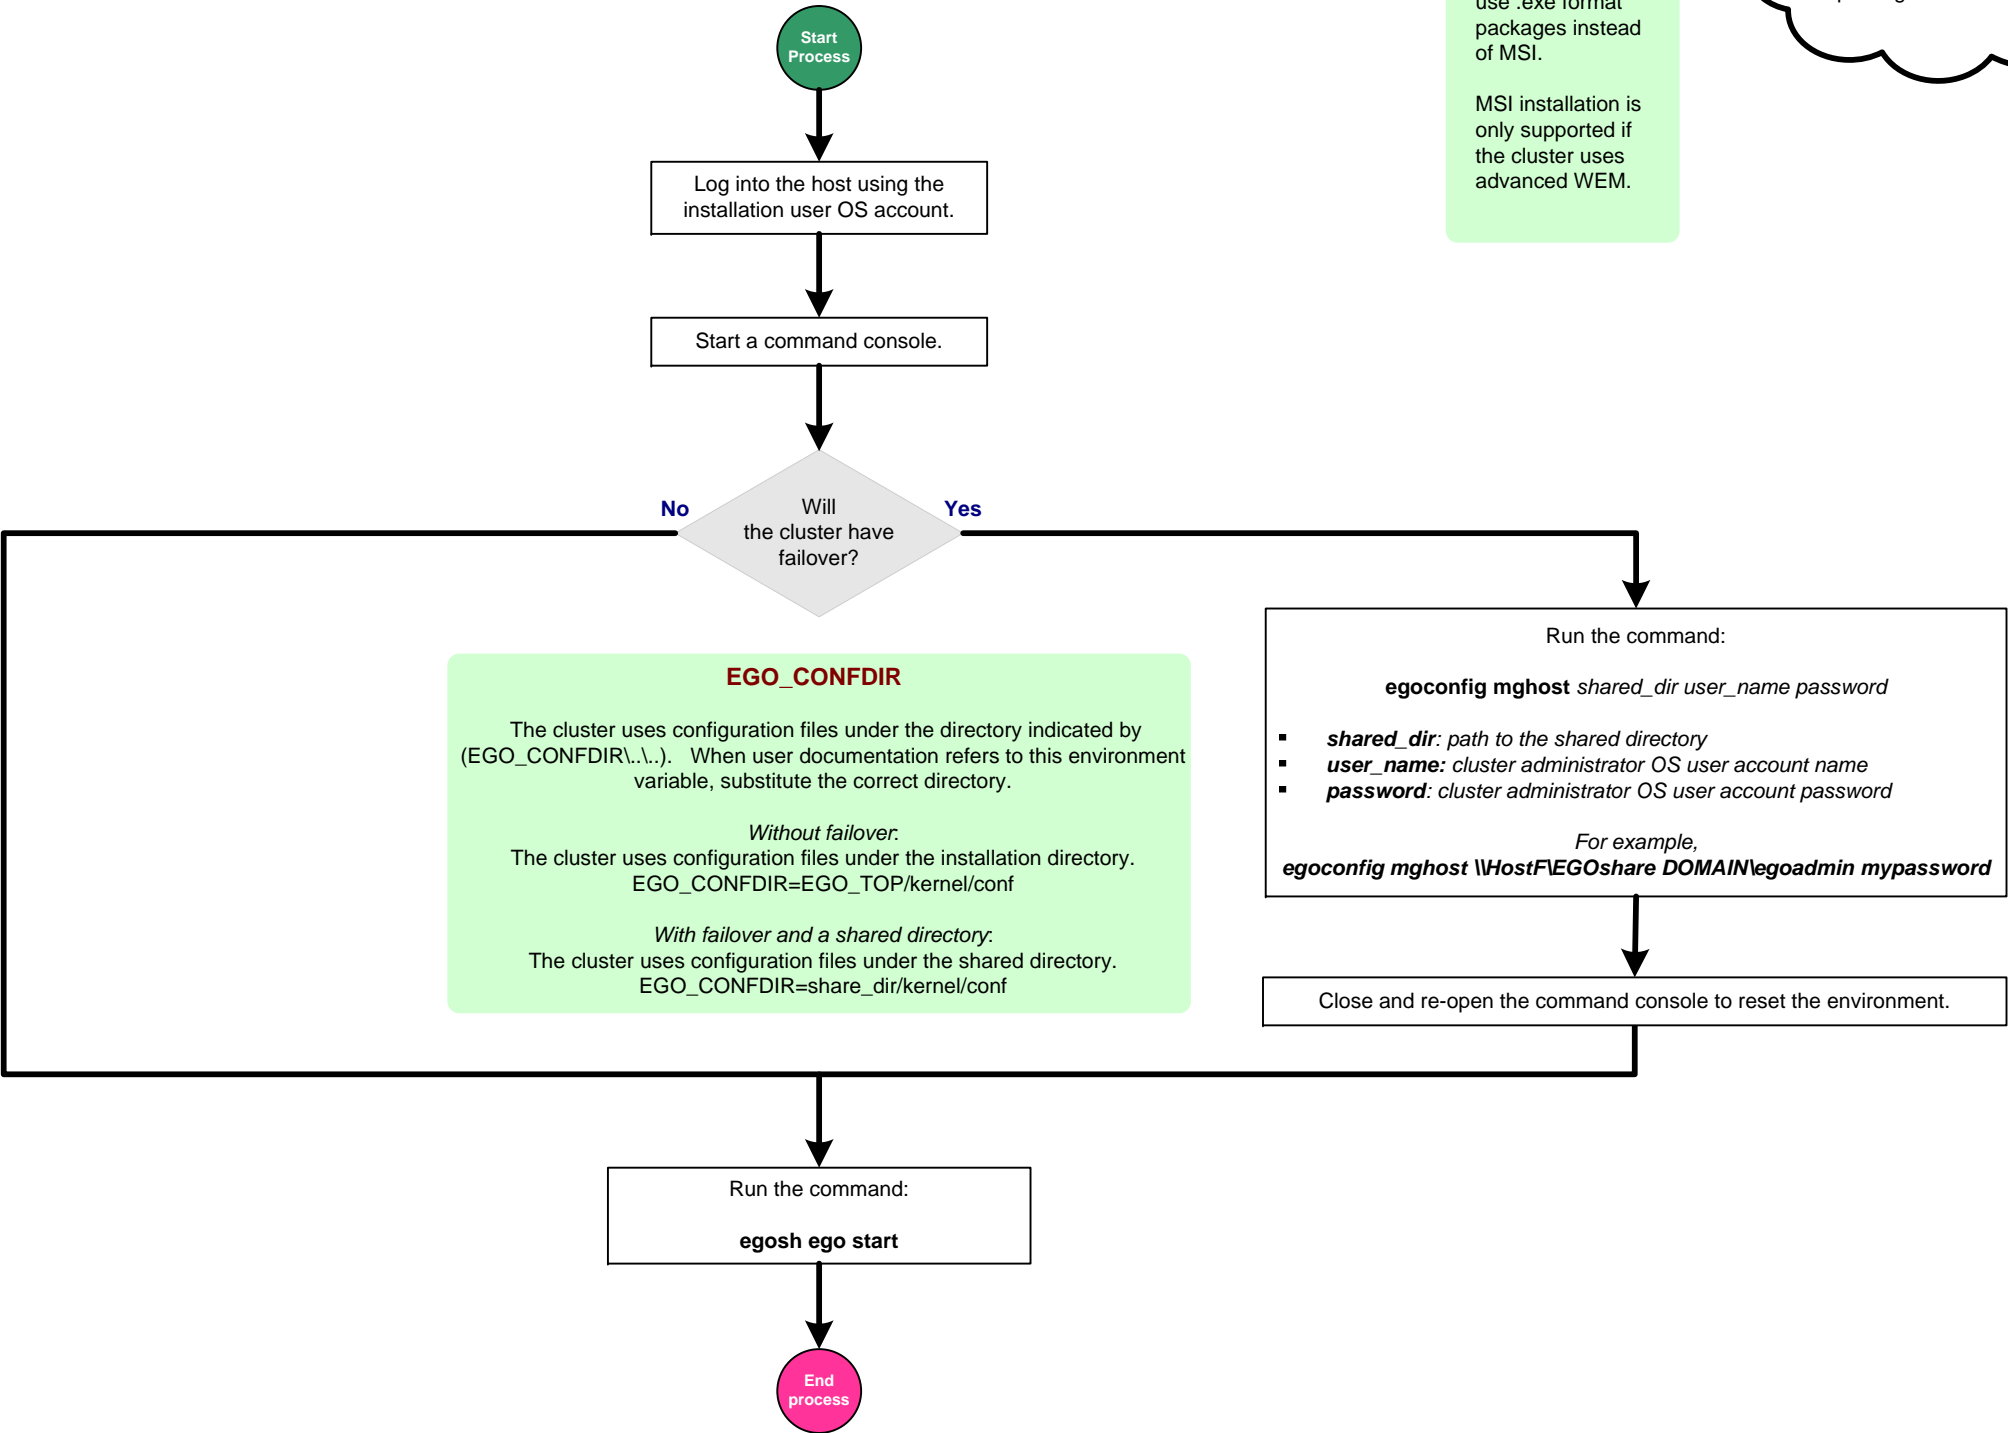 Start
Process
use .exe format
packages instead
of MSI.
MSI installation is
only supported if
the cluster uses
advanced WEM.
Log into the host using the
installation user OS account.
Start a command console.
No
Will
the cluster have
failover?
Yes
EGO_CONFDIR
The cluster uses configuration files under the directory indicated by
(EGO_CONFDIR\..\..). When user documentation refers to this environment
variable, substitute the correct directory.
Without failover:
The cluster uses configuration files under the installation directory.
EGO_CONFDIR=EGO_TOP/kernel/conf
With failover and a shared directory:
The cluster uses configuration files under the shared directory.
EGO_CONFDIR=share_dir/kernel/conf
Run the command:
egoconfig mghost shared_dir user_name password
▪ shared_dir: path to the shared directory
▪ user_name: cluster administrator OS user account name
▪ password: cluster administrator OS user account password
For example,
egoconfig mghost \\HostF\EGOshare DOMAIN\egoadmin mypassword
Close and re-open the command console to reset the environment.
Run the command:
egosh ego start
End
process